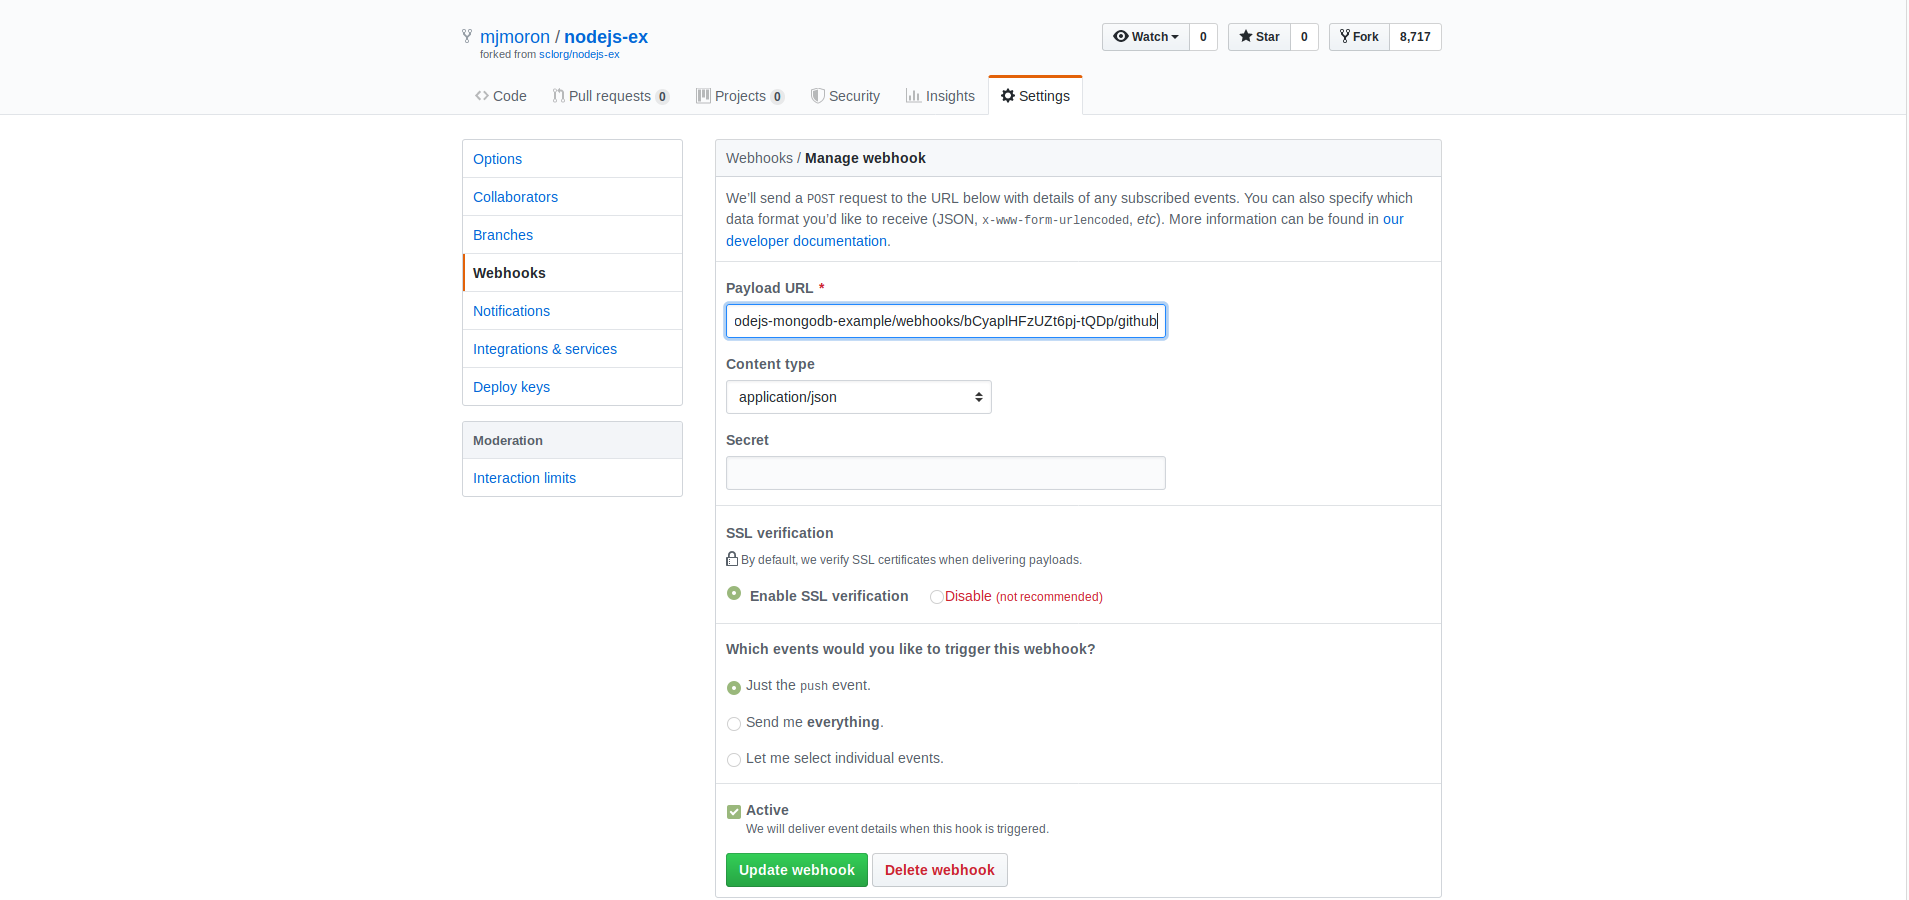 mjmoron / nodejs-ex
forked from sclorg/nodejs-ex
Watch 0 Star 0 Fork 8,717
Code Pull requests 0 Projects 0 Security Insights Settings
Options
Collaborators
Branches
Webhooks
Notifications
Integrations & services
Deploy keys
Moderation
Interaction limits
Webhooks / Manage webhook
We'll send a POST request to the URL below with details of any subscribed events. You can also specify which
data format you'd like to receive (JSON, x-www-form-urlencoded, etc). More information can be found in our
developer documentation.
Payload URL *
odejs-mongodb-example/webhooks/bCyaplHFzUZt6pj-tQDp/github
Content type
application/json
Secret
SSL verification
By default, we verify SSL certificates when delivering payloads.
Enable SSL verification Disable (not recommended)
Which events would you like to trigger this webhook?
Just the push event.
Send me everything.
Let me select individual events.
Active
We will deliver event details when this hook is triggered.
Update webhook Delete webhook